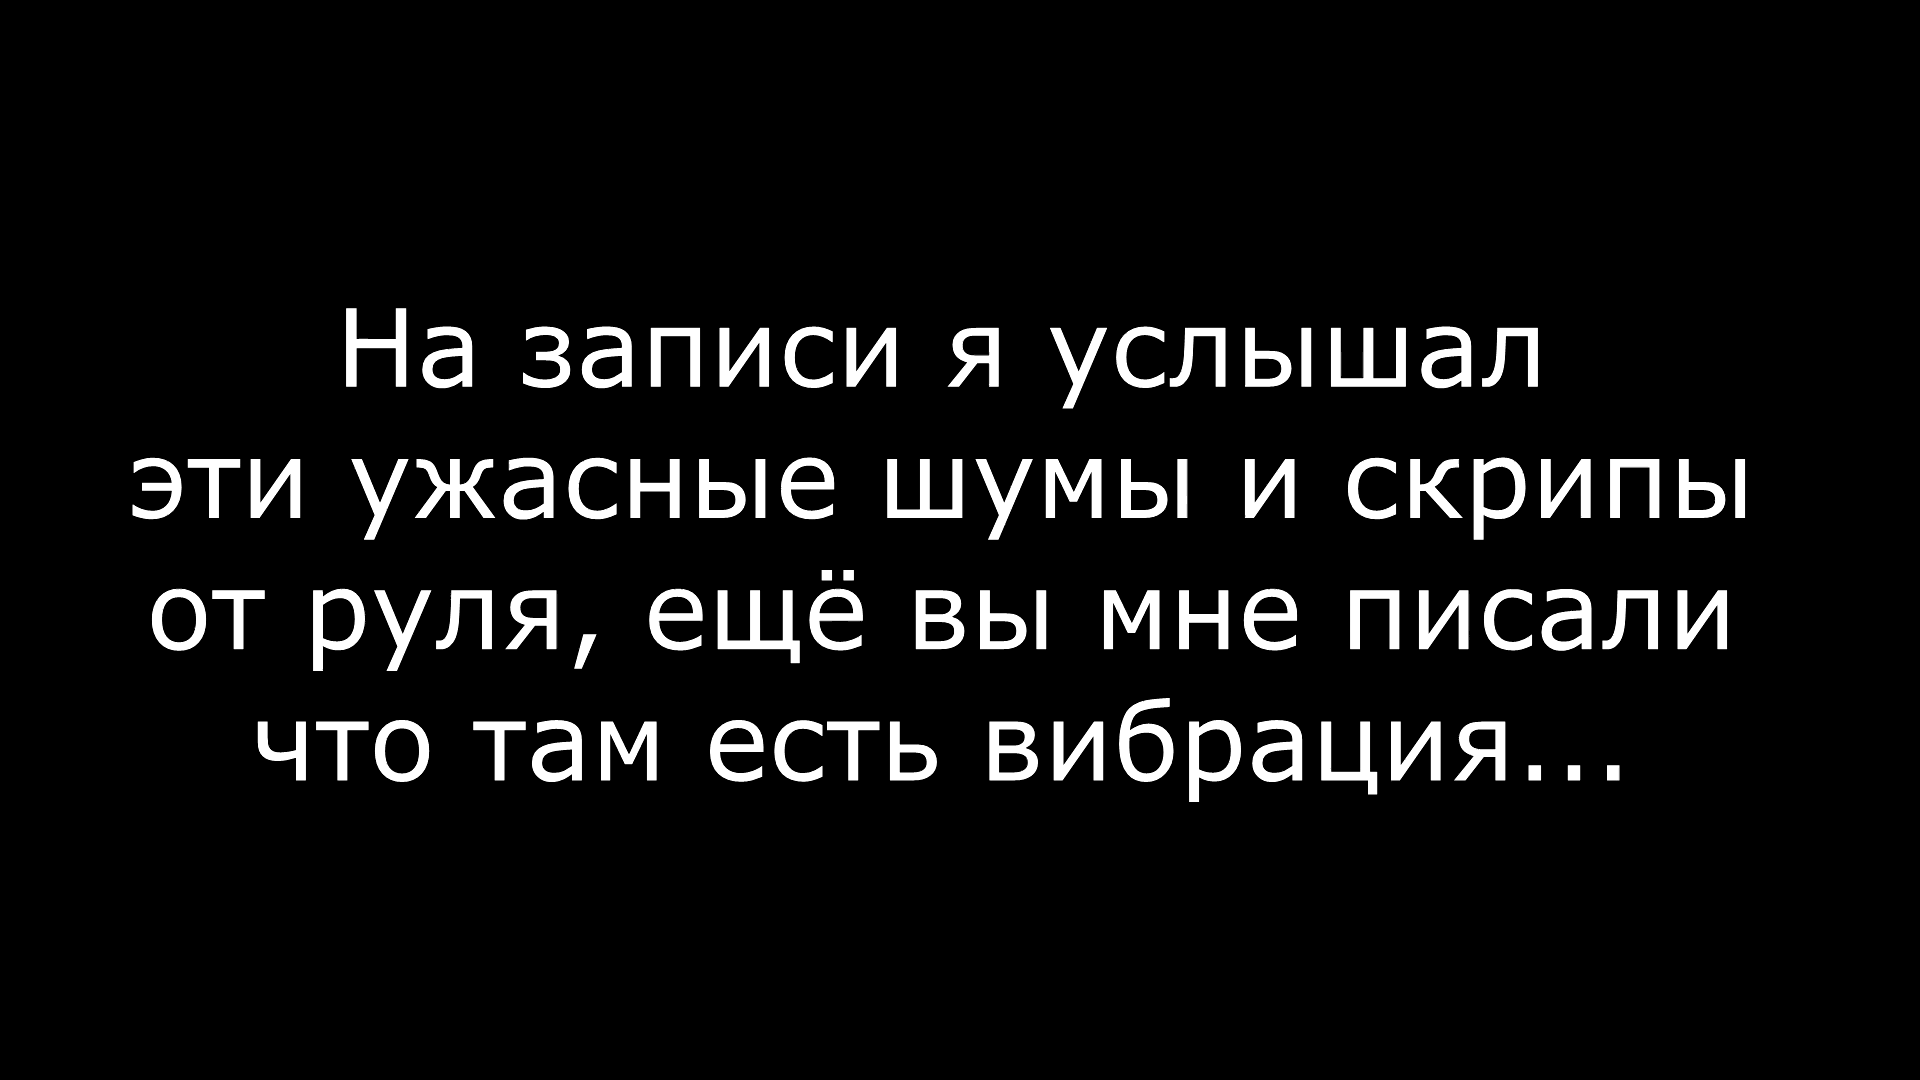 На записи я услышал
эти ужасные шумы и скрипы
от руля, ещё вы мне писали
что там есть вибрация...